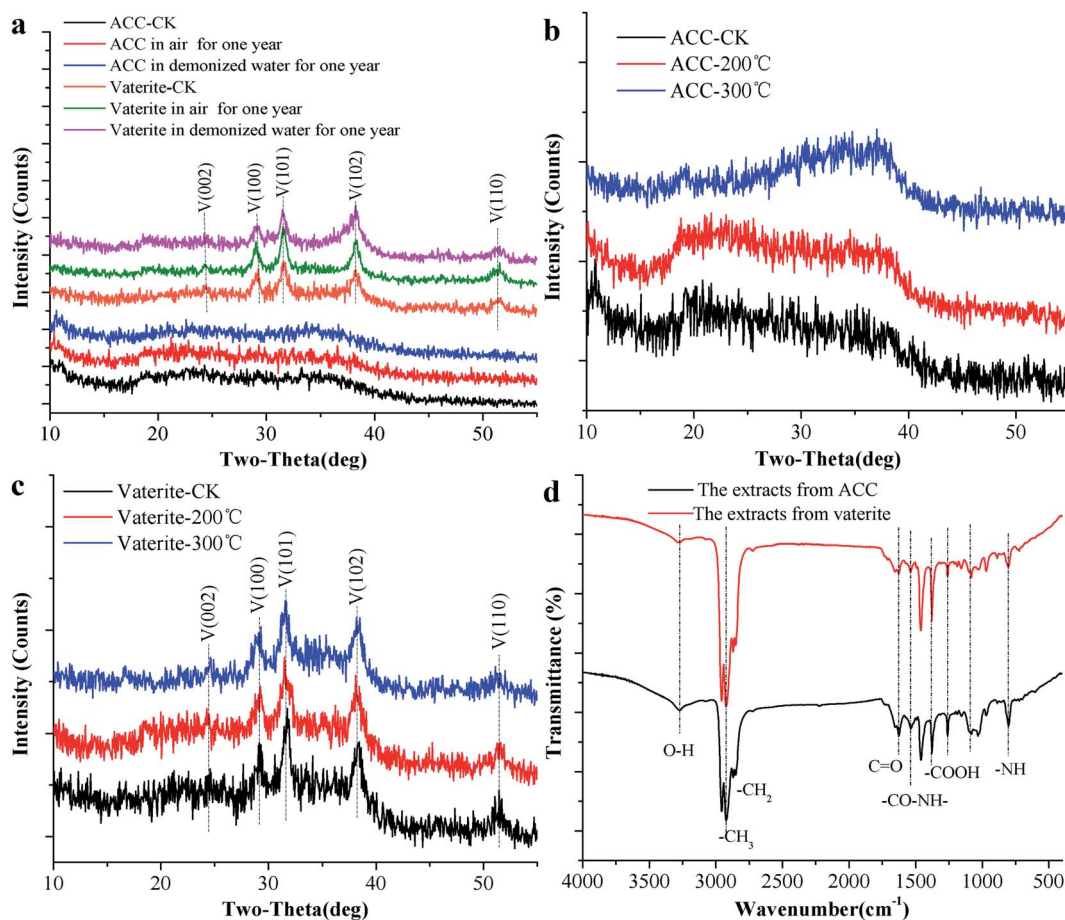 a
ACC-CK
ACC in air for one year
ACC in demonized water for one year
Vaterite-CK
Vaterite in air for one year
Vaterite in demonized water for one year
V(002)
V(100)
V(101)
V(102)
V(110)
Intensity (Counts)
10 20 30 40 50
Two-Theta(deg)
b
ACC-CK
ACC-200℃
ACC-300℃
Intensity (Counts)
10 20 30 40 50
Two-Theta(deg)
c
Vaterite-CK
Vaterite-200℃
Vaterite-300℃
V(002)
V(100)
V(101)
V(102)
V(110)
Intensity (Counts)
10 20 30 40 50
Two-Theta(deg)
d
The extracts from ACC
The extracts from vaterite
Transmittance (%)
O-H
-CH₃
-CH₂
C=O
-CO-NH-
-COOH
-NH
4000 3500 3000 2500 2000 1500 1000 500
Wavenumber(cm⁻¹)